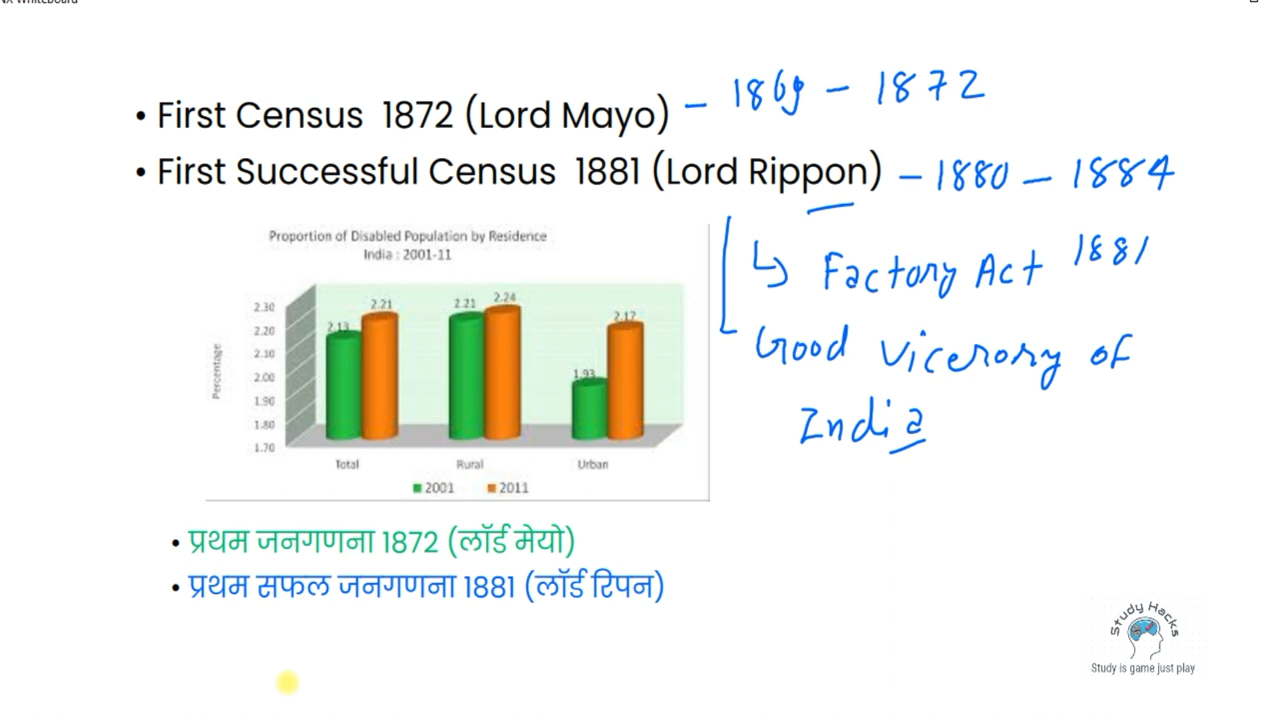 • First Census 1872 (Lord Mayo) – 1869 – 1872
• First Successful Census 1881 (Lord Rippon) – 1880 – 1884
↳ Factory Act 1881
Good Vicerory of
India
Proportion of Disabled Population by Residence
India : 2001-11
Percentage
2.30
2.20
2.10
2.00
1.90
1.80
1.70
2.13 2.21 2.21 2.24 1.93 2.17
Total Rural Urban
2001 2011
• प्रथम जनगणना 1872 (लॉर्ड मेयो)
• प्रथम सफल जनगणना 1881 (लॉर्ड रिपन)
Study Hacks
Study is game just play